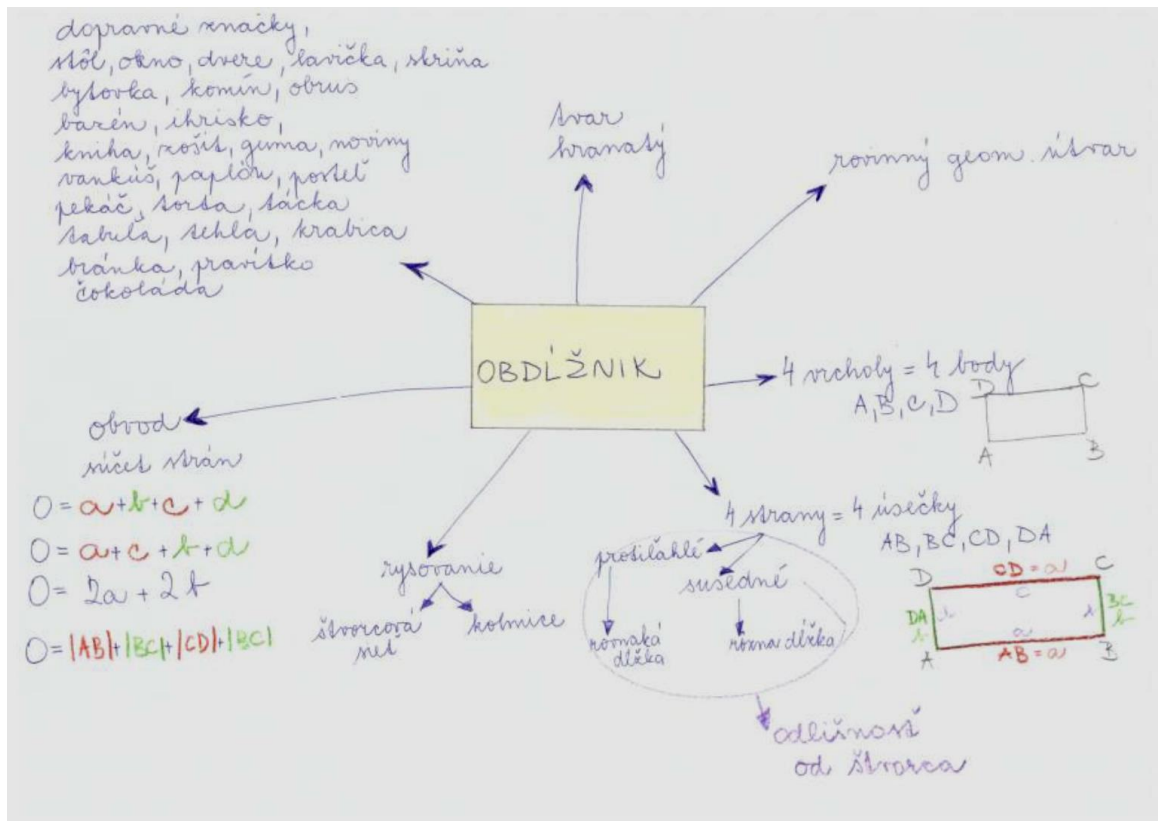 dopravné značky,
stôl, okno, dvere, lavička, skriňa
bytovka, komín, obrus
bazén, ihrisko,
kniha, zošit, guma, noviny
vankúš, paplón, posteľ
pekáč, torta, tácka
tabuľa, tehla, krabica
bránka, pravítko
čokoláda
tvar
hranatý
rovinný geom. útvar
OBDĹŽNIK
4 vrcholy = 4 body
A, B, C, D
D C
A B
obvod
súčet strán
O = a + b + c + d
O = a + c + b + d
O = 2a + 2b
O = |AB| + |BC| + |CD| + |BC|
rysovanie
štvorcová
sieť
kolmice
4 strany = 4 úsečky
AB, BC, CD, DA
protiľahlé
susedné
rovnaká
dĺžka
rôzna dĺžka
D CD = a C
c
DA b b BC
b a b
A AB = a B
odlišnosť
od štvorca